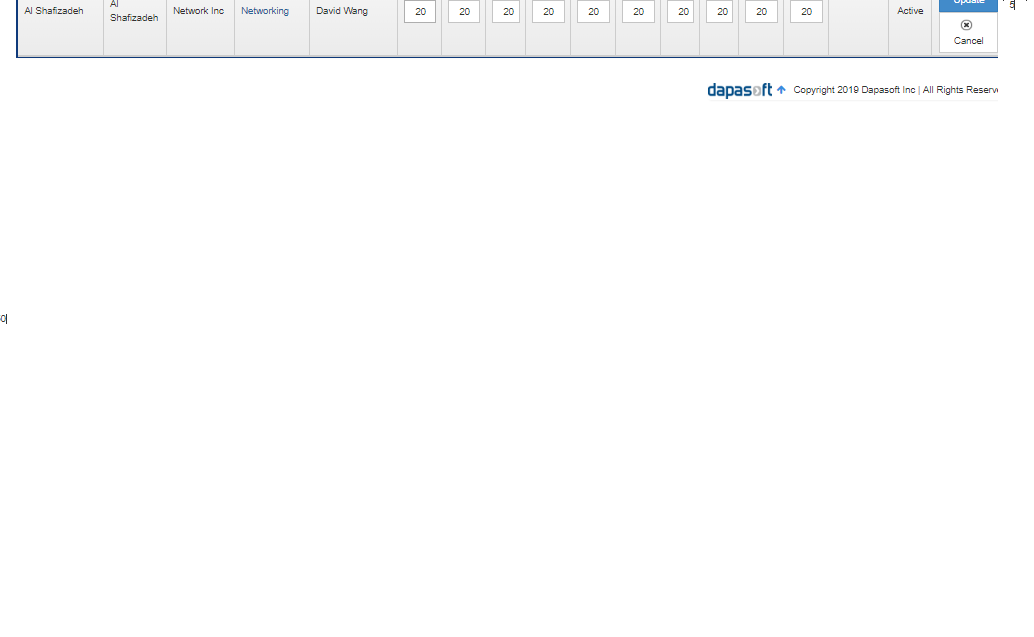 Al Shafizadeh Al Shafizadeh Network Inc Networking David Wang 20 20 20 20 20 20 20 20 20 20 Active Update
Cancel
dapasoft Copyright 2019 Dapasoft Inc | All Rights Reserv